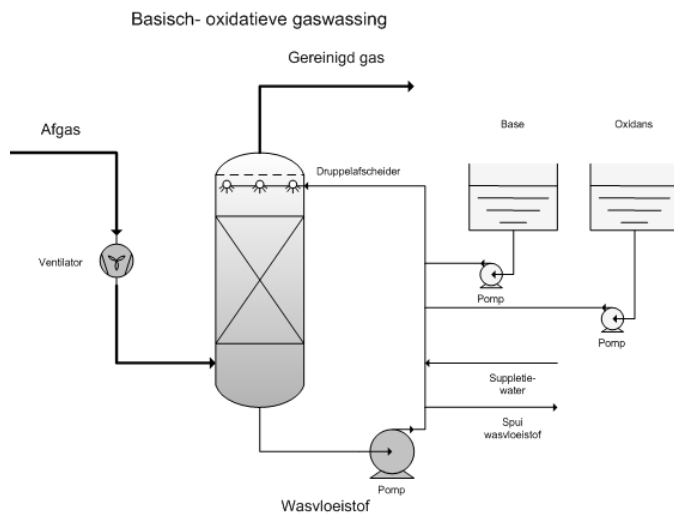 Basisch- oxidatieve gaswassing
Gereinigd gas
Afgas
Base
Oxidans
Druppelafscheider
Ventilator
Pomp
Pomp
Suppletie-
water
Spui
wasvloeistof
Pomp
Wasvloeistof